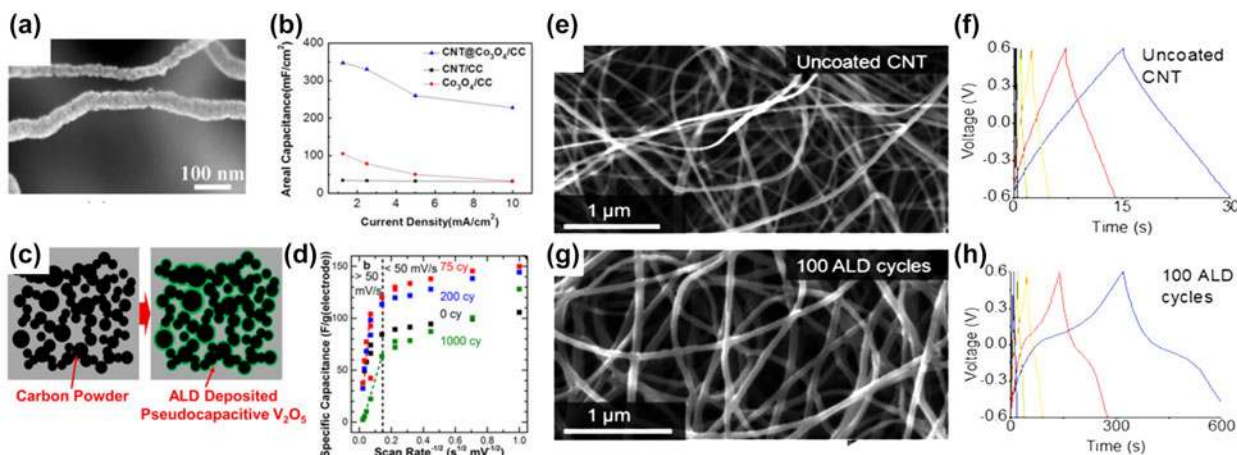 (a)
100 nm
(b)
Areal Capacitance(mF/cm²)
400
300
200
100
0
CNT@Co₃O₄/CC
CNT/CC
Co₃O₄/CC
2
4
6
8
10
Current Density(mA/cm²)
(c)
Carbon Powder
ALD Deposited
Pseudocapacitive V₂O₅
(d)
Specific Capacitance (F/g(electrode))
150
100
50
0
b
> 50
mV/s
< 50 mV/s
75 cy
200 cy
0 cy
1000 cy
0.0
0.2
0.4
0.6
0.8
1.0
Scan Rate⁻¹/² (s¹/² mV⁻¹/²)
(e)
Uncoated CNT
1 µm
(f)
Voltage (V)
0.6
0.3
0.0
-0.3
-0.6
Uncoated
CNT
0
15
30
Time (s)
(g)
100 ALD cycles
1 µm
(h)
Voltage (V)
0.6
0.3
0.0
-0.3
-0.6
100 ALD
cycles
0
300
600
Time (s)